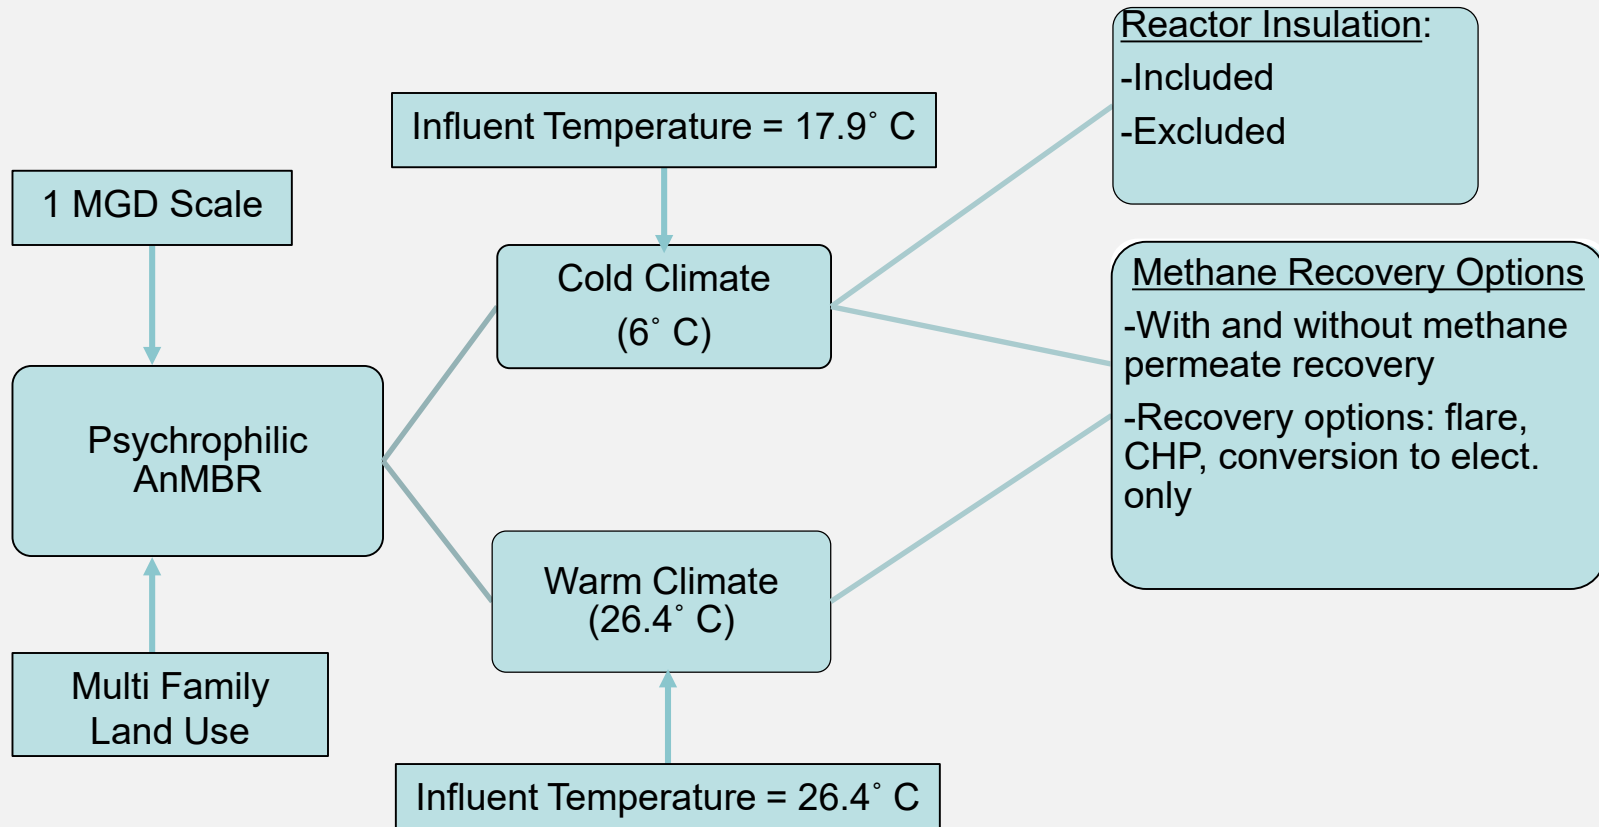 1 MGD Scale
Psychrophilic
AnMBR
Multi Family
Land Use
Influent Temperature = 17.9˚ C
Cold Climate
(6˚ C)
Warm Climate
(26.4˚ C)
Influent Temperature = 26.4˚ C
Reactor Insulation:
-Included
-Excluded
Methane Recovery Options
-With and without methane
permeate recovery
-Recovery options: flare,
CHP, conversion to elect.
only